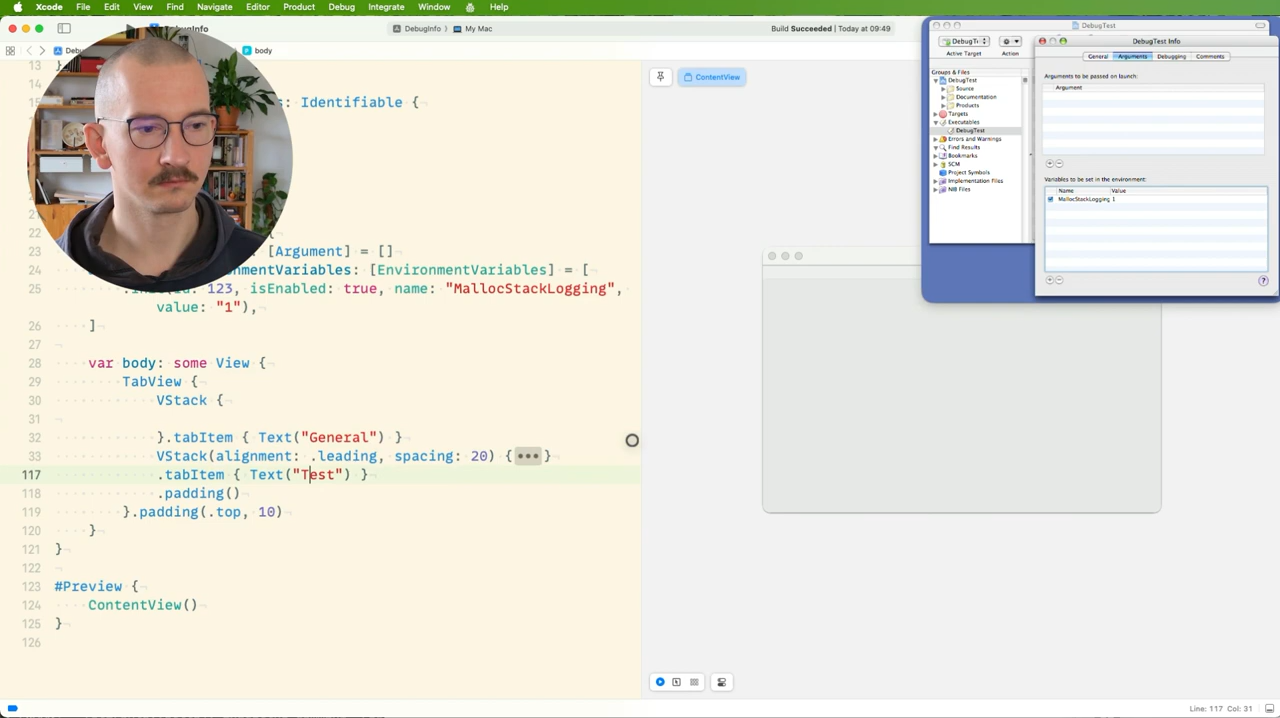 Xcode File Edit View Find Navigate Editor Product Debug Integrate Window Help
DebugInfo
DebugInfo 〉 My Mac
Build Succeeded | Today at 09:49
body
13
14
: Identifiable {
ContentView
22 {
23 [Argument] = []
24 [EnvironmentVariables] = [
25 123, isEnabled: true, name: "MallocStackLogging",
value: "1"),
26 ]
27
28 var body: some View {
29 TabView {
30 VStack {
31
32 }.tabItem { Text("General") }
33 VStack(alignment: .leading, spacing: 20) {•••}
117 .tabItem { Text("Test") }
118 .padding()
119 }.padding(.top, 10)
120 }
121 }
122
123 #Preview {
124 ContentView()
125 }
126
DebugTest
Active Target
Action
Groups & Files
DebugTest
Source
Documentation
Products
Targets
Executables
DebugTest
Errors and Warnings
Find Results
Bookmarks
SCM
Project Symbols
Implementation Files
NIB Files
DebugTest Info
General Arguments Debugging Comments
Arguments to be passed on launch:
Argument
Variables to be set in the environment:
Name Value
MallocStackLogging 1
Line: 117 Col: 31